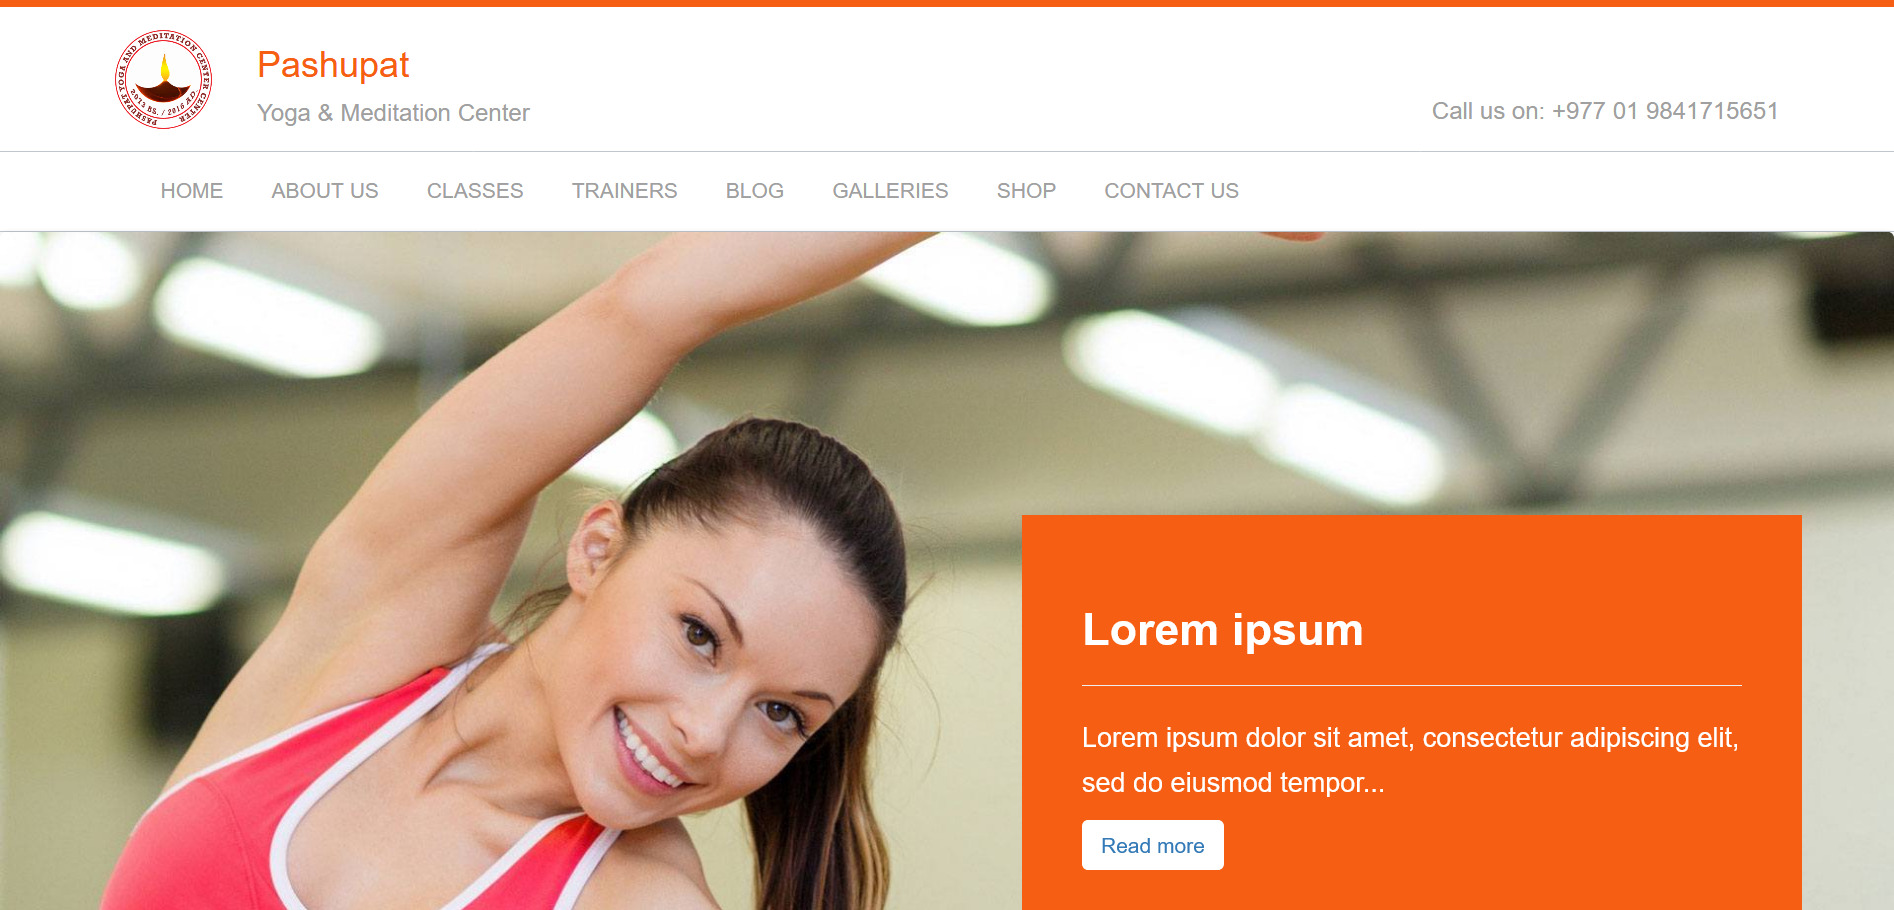 PASHUPAT YOGA AND MEDITATION CENTER CENTER
2073 BS. / 2016 AD
Pashupat
Yoga & Meditation Center
Call us on: +977 01 9841715651
HOME ABOUT US CLASSES TRAINERS BLOG GALLERIES SHOP CONTACT US
Lorem ipsum
Lorem ipsum dolor sit amet, consectetur adipiscing elit,
sed do eiusmod tempor...
Read more